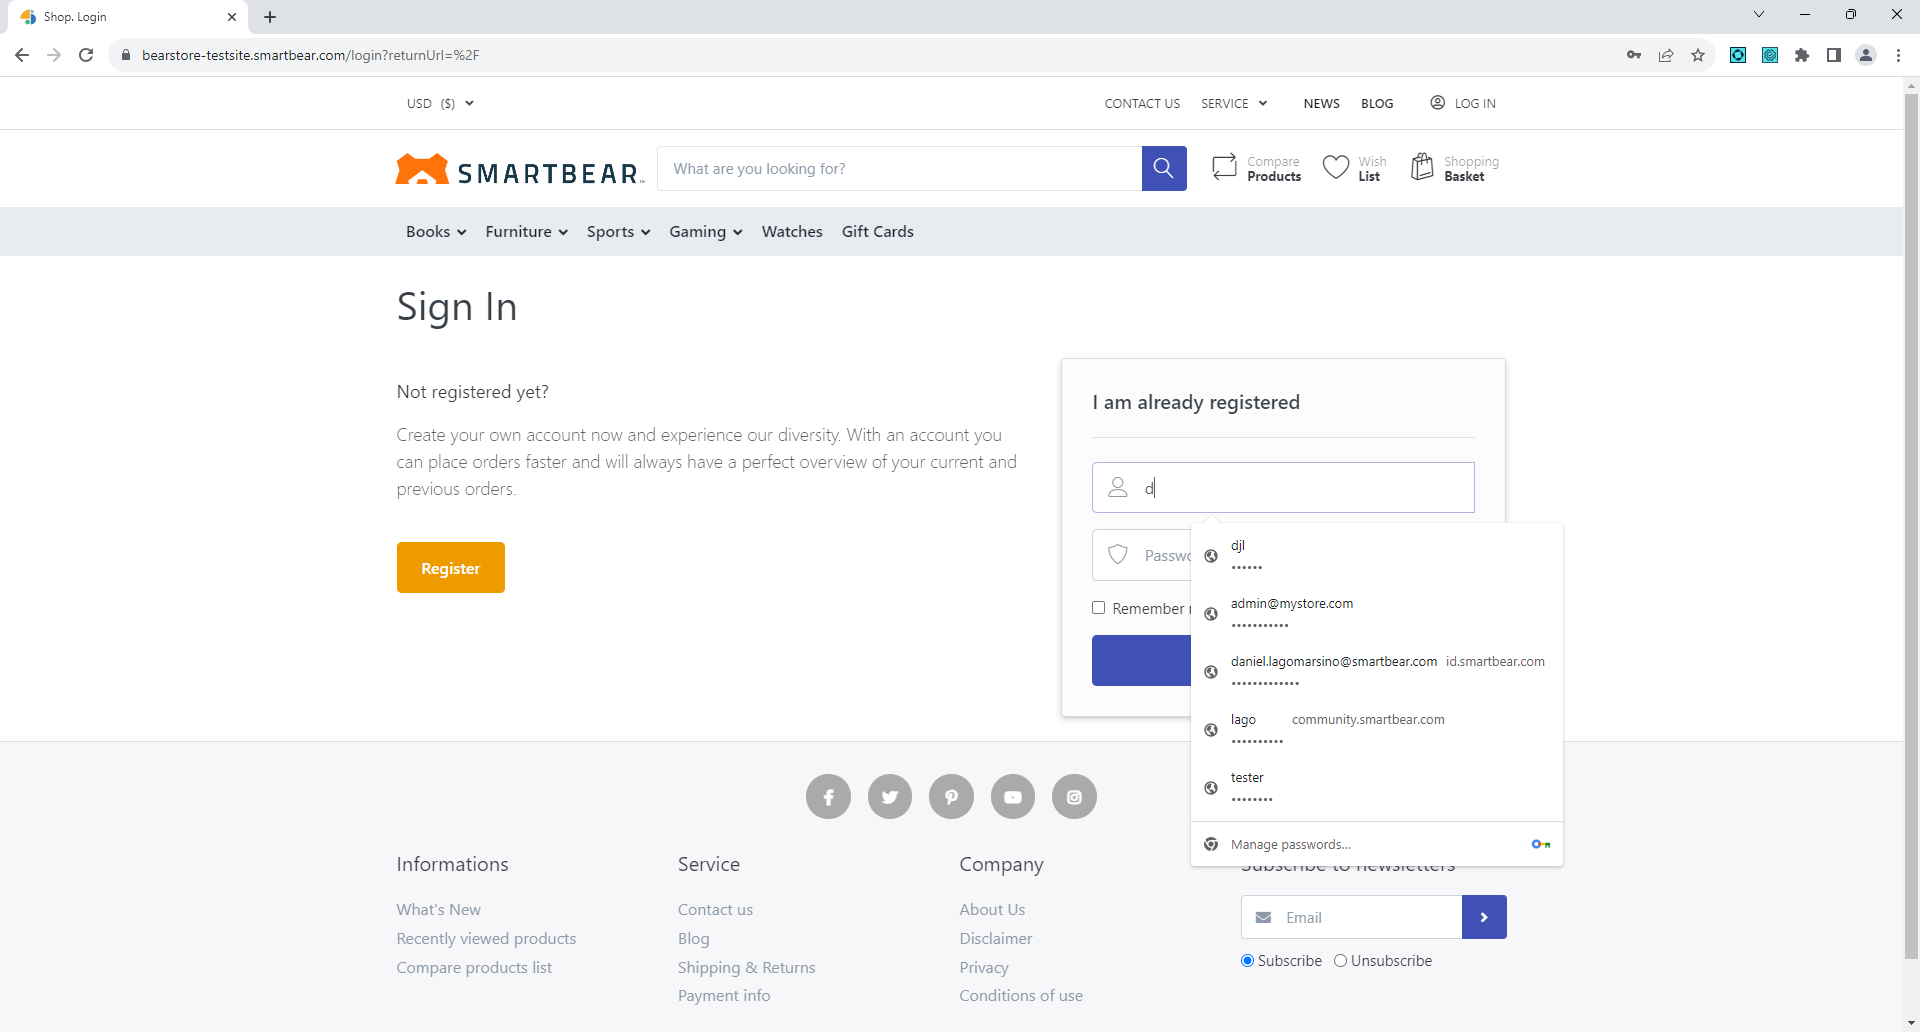 Shop. Login
bearstore-testsite.smartbear.com/login?returnUrl=%2F
USD ($)
CONTACT US
SERVICE
NEWS
BLOG
LOG IN
SMARTBEAR
What are you looking for?
Compare
Products
Wish
List
Shopping
Basket
Books
Furniture
Sports
Gaming
Watches
Gift Cards
Sign In
Not registered yet?
Create your own account now and experience our diversity. With an account you
can place orders faster and will always have a perfect overview of your current and
previous orders.
Register
I am already registered
d
Passwo
Remember
djl
••••••
admin@mystore.com
•••••••••••
daniel.lagomarsino@smartbear.com id.smartbear.com
•••••••••••••
lago community.smartbear.com
••••••••••
tester
••••••••
Manage passwords...
Informations
What's New
Recently viewed products
Compare products list
Service
Contact us
Blog
Shipping & Returns
Payment info
Company
About Us
Disclaimer
Privacy
Conditions of use
Subscribe to newsletters
Email
Subscribe
Unsubscribe